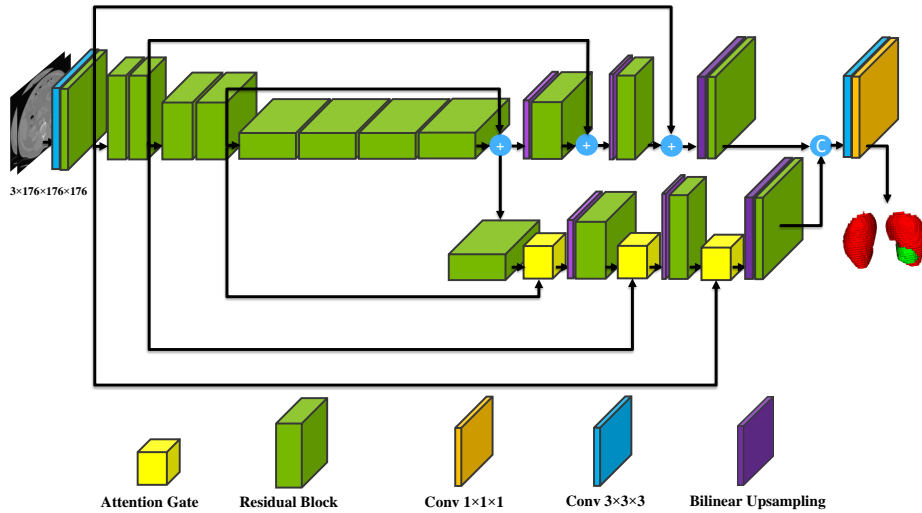 3×176×176×176
+
+
+
C
Attention Gate
Residual Block
Conv 1×1×1
Conv 3×3×3
Bilinear Upsampling